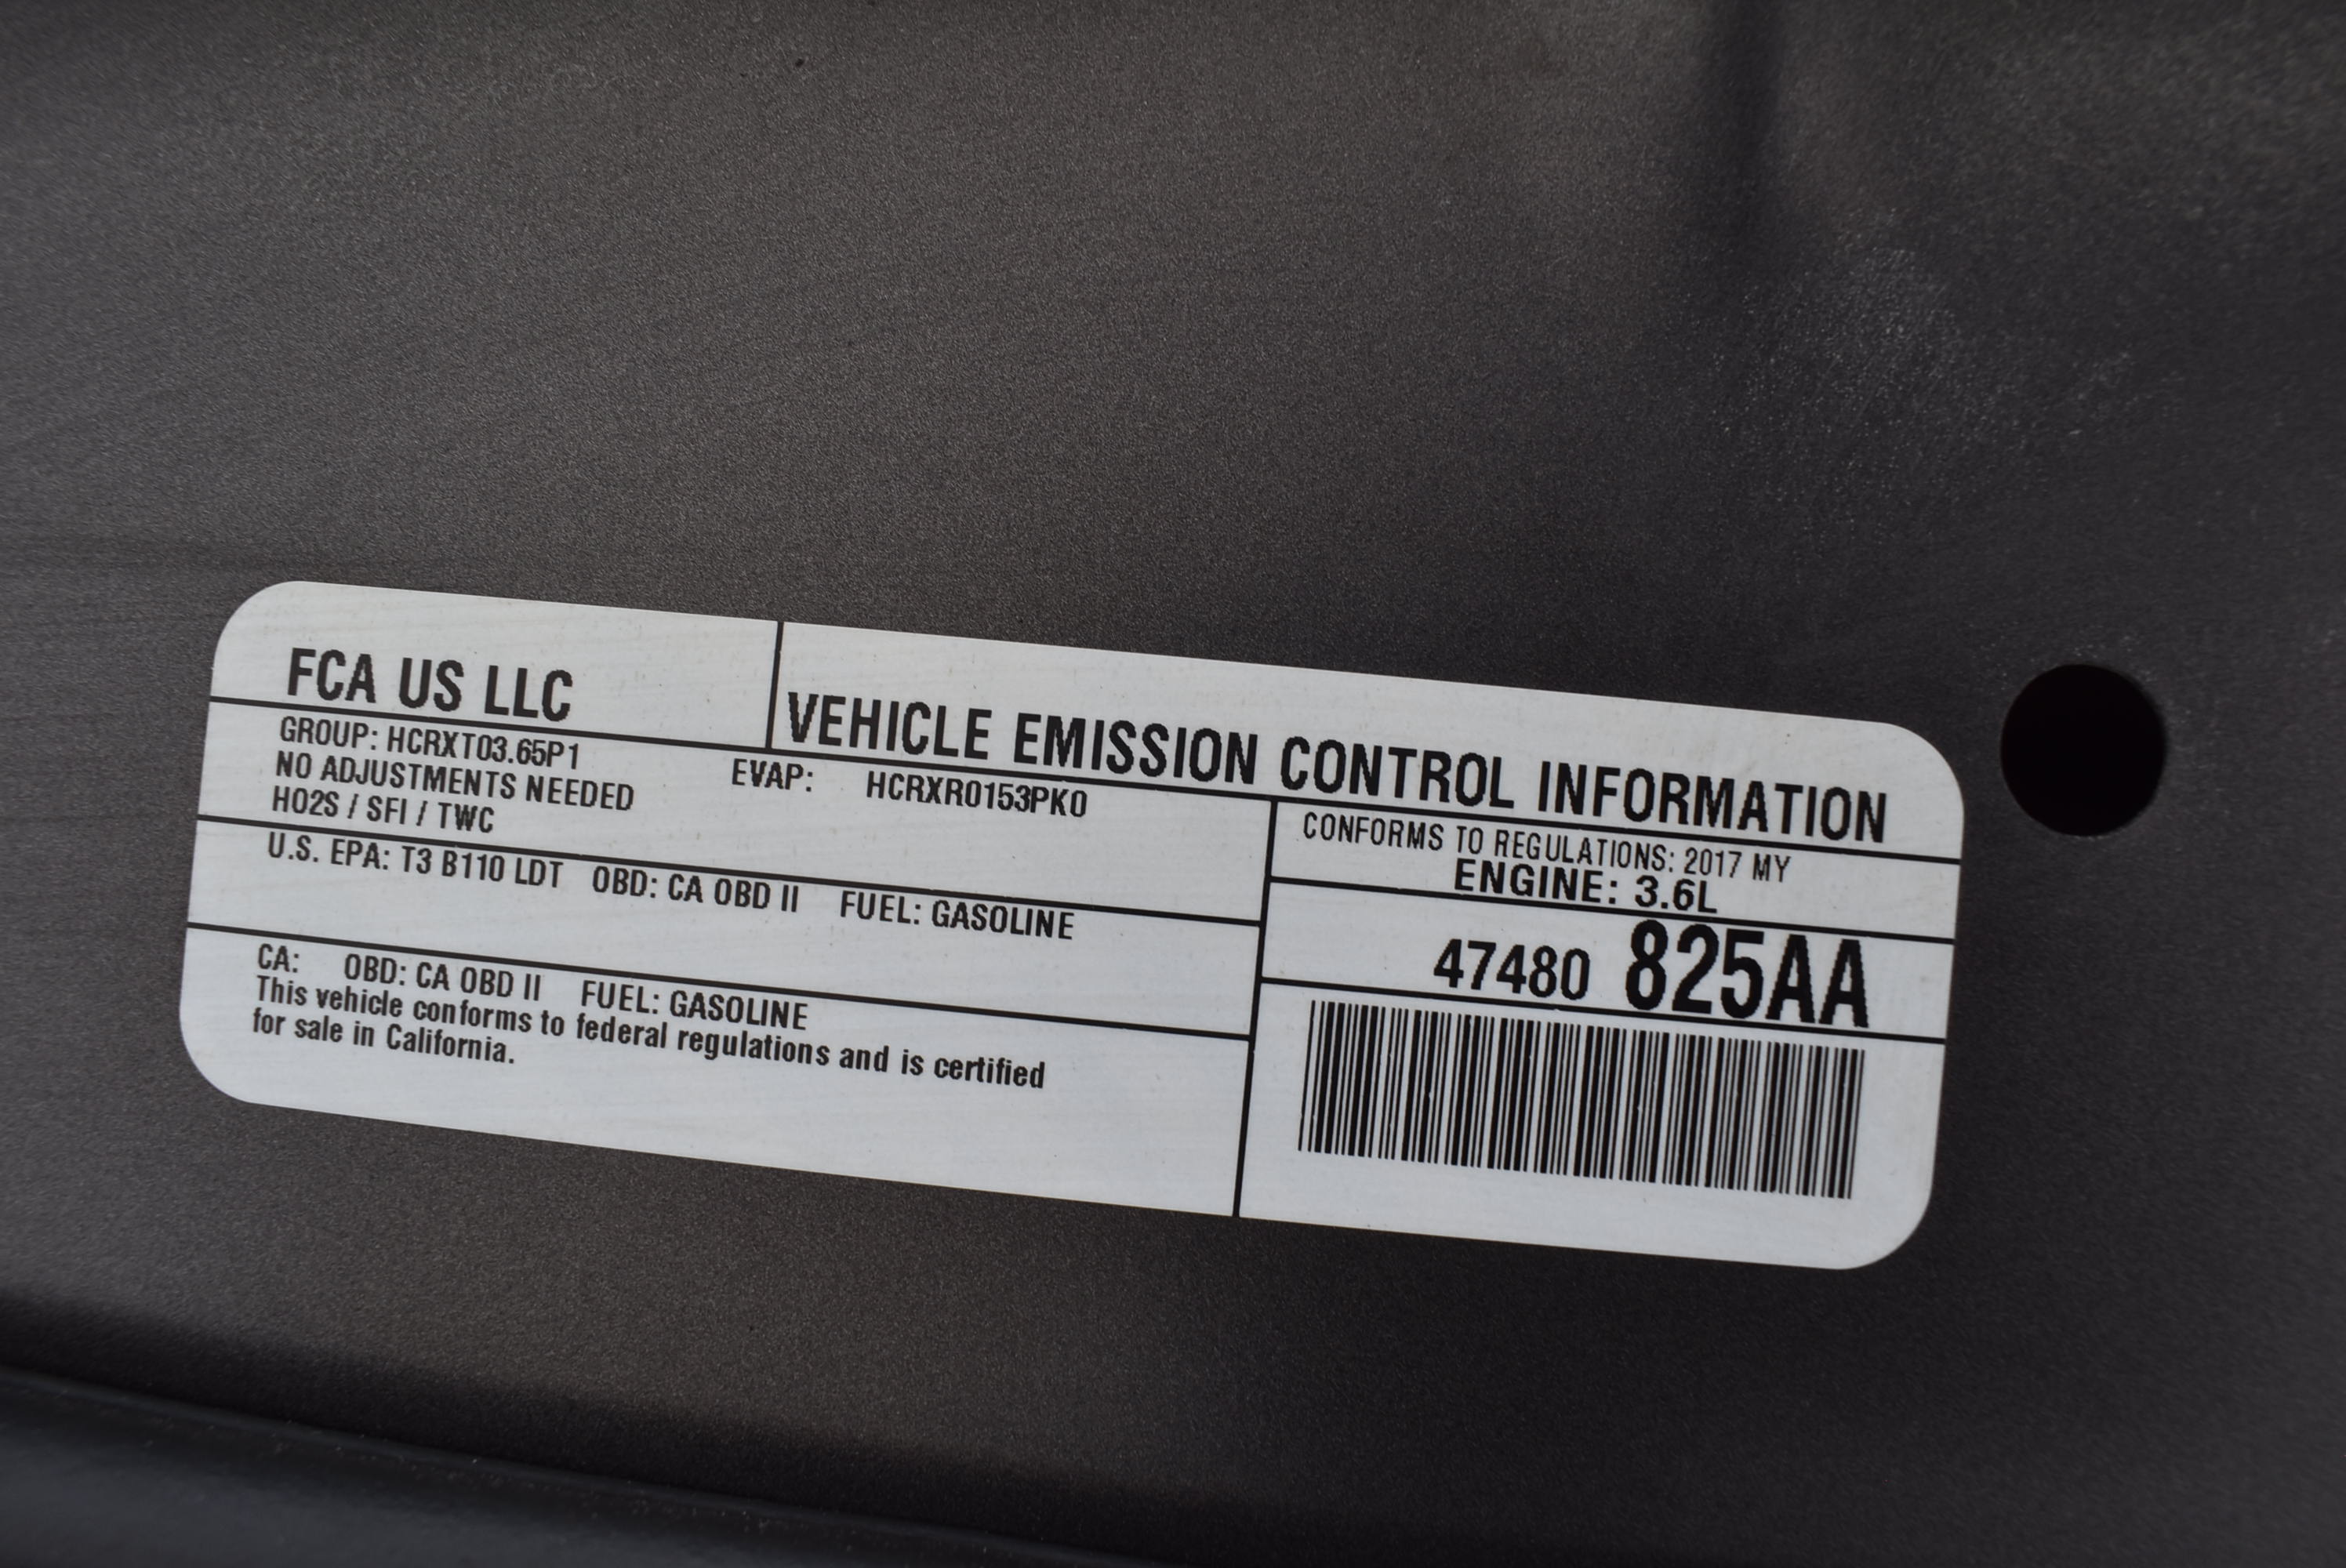 FCA US LLC
VEHICLE EMISSION CONTROL INFORMATION
GROUP: HCRXT03.65P1
EVAP: HCRXR0153PK0
NO ADJUSTMENTS NEEDED
HO2S / SFI / TWC
CONFORMS TO REGULATIONS: 2017 MY
ENGINE: 3.6L
U.S. EPA: T3 B110 LDT OBD: CA OBD II FUEL: GASOLINE
47480 825AA
CA: OBD: CA OBD II FUEL: GASOLINE
This vehicle conforms to federal regulations and is certified
for sale in California.